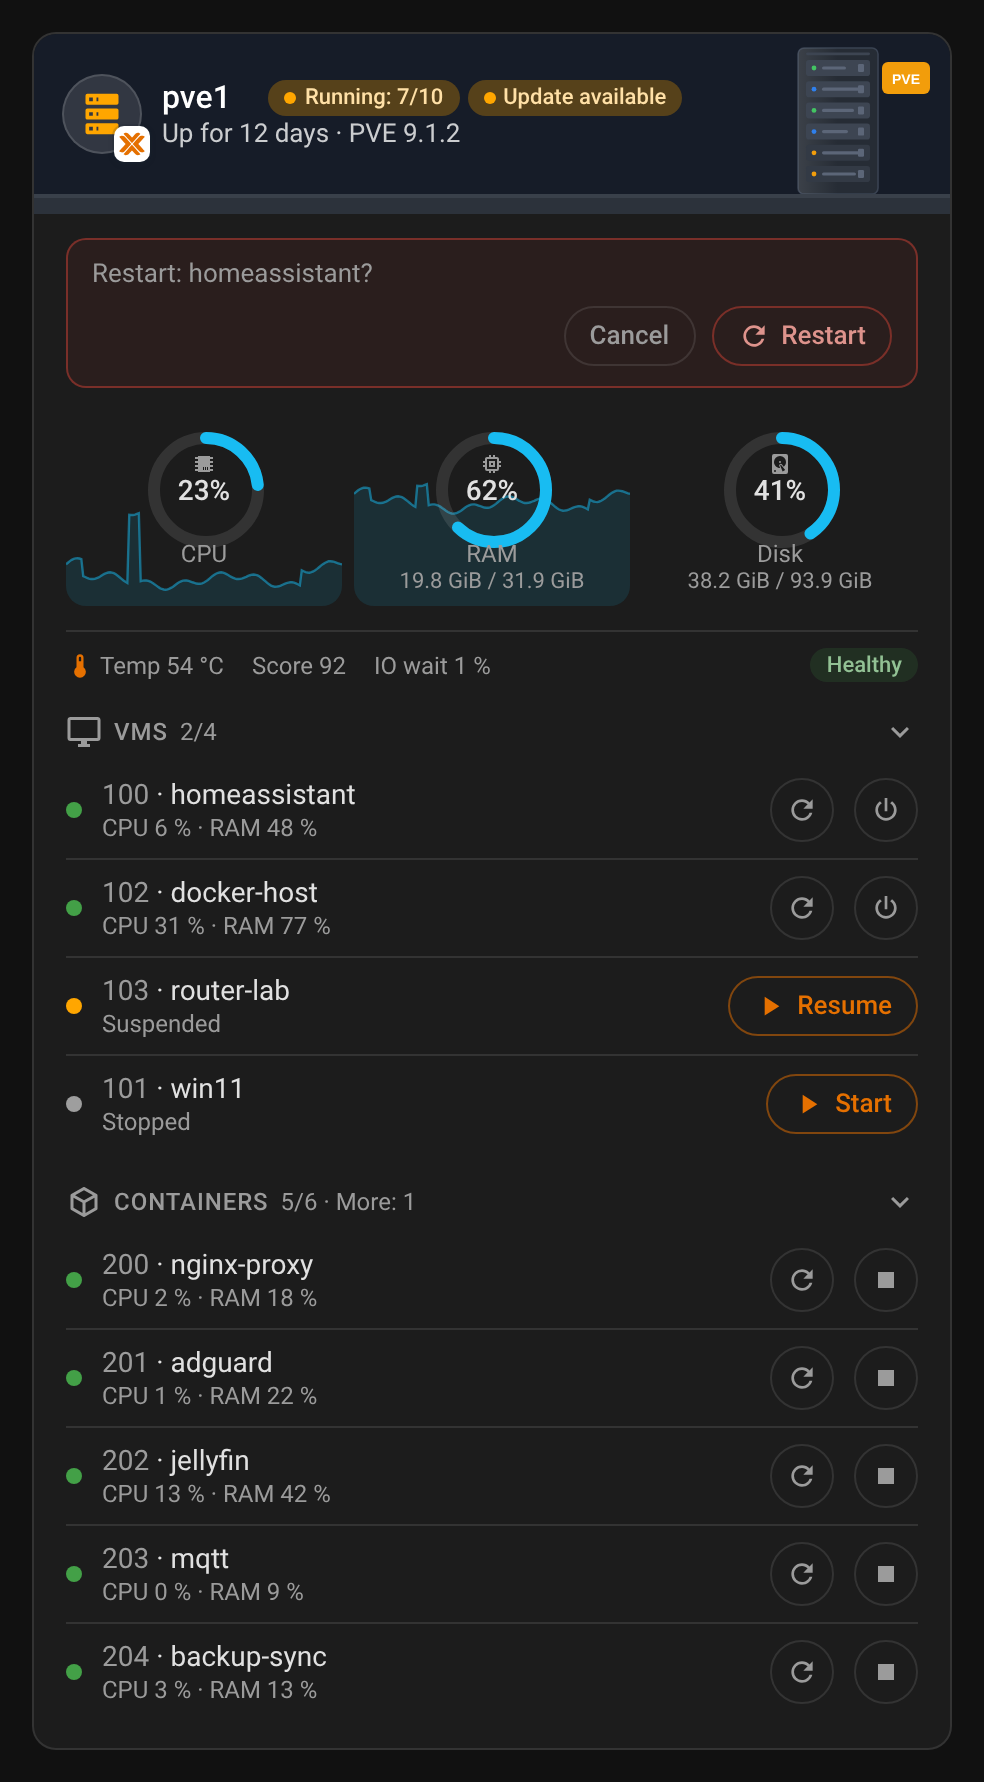 pve1
Running: 7/10
Update available
Up for 12 days · PVE 9.1.2
PVE
Restart: homeassistant?
Cancel
Restart
23%
CPU
62%
RAM
19.8 GiB / 31.9 GiB
41%
Disk
38.2 GiB / 93.9 GiB
Temp 54 °C
Score 92
IO wait 1 %
Healthy
VMS 2/4
100 · homeassistant
CPU 6 % · RAM 48 %
102 · docker-host
CPU 31 % · RAM 77 %
103 · router-lab
Suspended
Resume
101 · win11
Stopped
Start
CONTAINERS 5/6 · More: 1
200 · nginx-proxy
CPU 2 % · RAM 18 %
201 · adguard
CPU 1 % · RAM 22 %
202 · jellyfin
CPU 13 % · RAM 42 %
203 · mqtt
CPU 0 % · RAM 9 %
204 · backup-sync
CPU 3 % · RAM 13 %